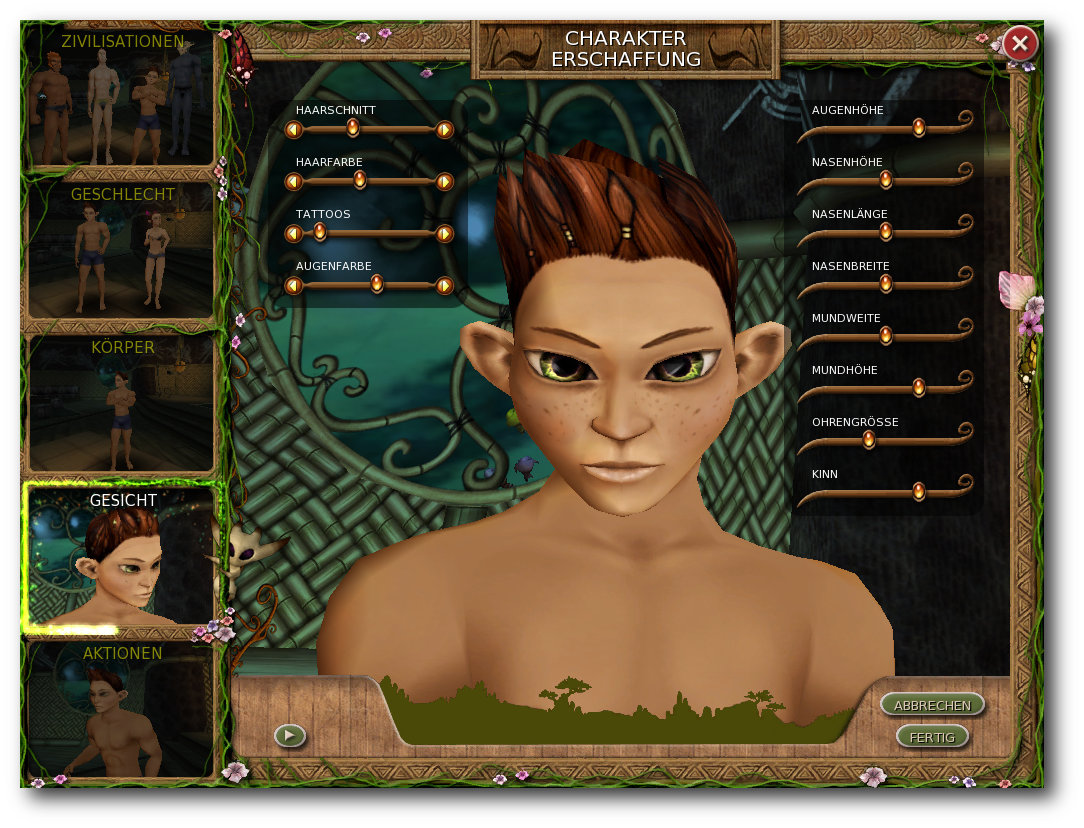 CHARAKTER
ERSCHAFFUNG
ZIVILISATIONEN
GESCHLECHT
KÖRPER
GESICHT
AKTIONEN
HAARSCHNITT
HAARFARBE
TATTOOS
AUGENFARBE
AUGENHÖHE
NASENHÖHE
NASENLÄNGE
NASENBREITE
MUNDWEITE
MUNDHÖHE
OHRENGRÖSSE
KINN
ABBRECHEN
FERTIG